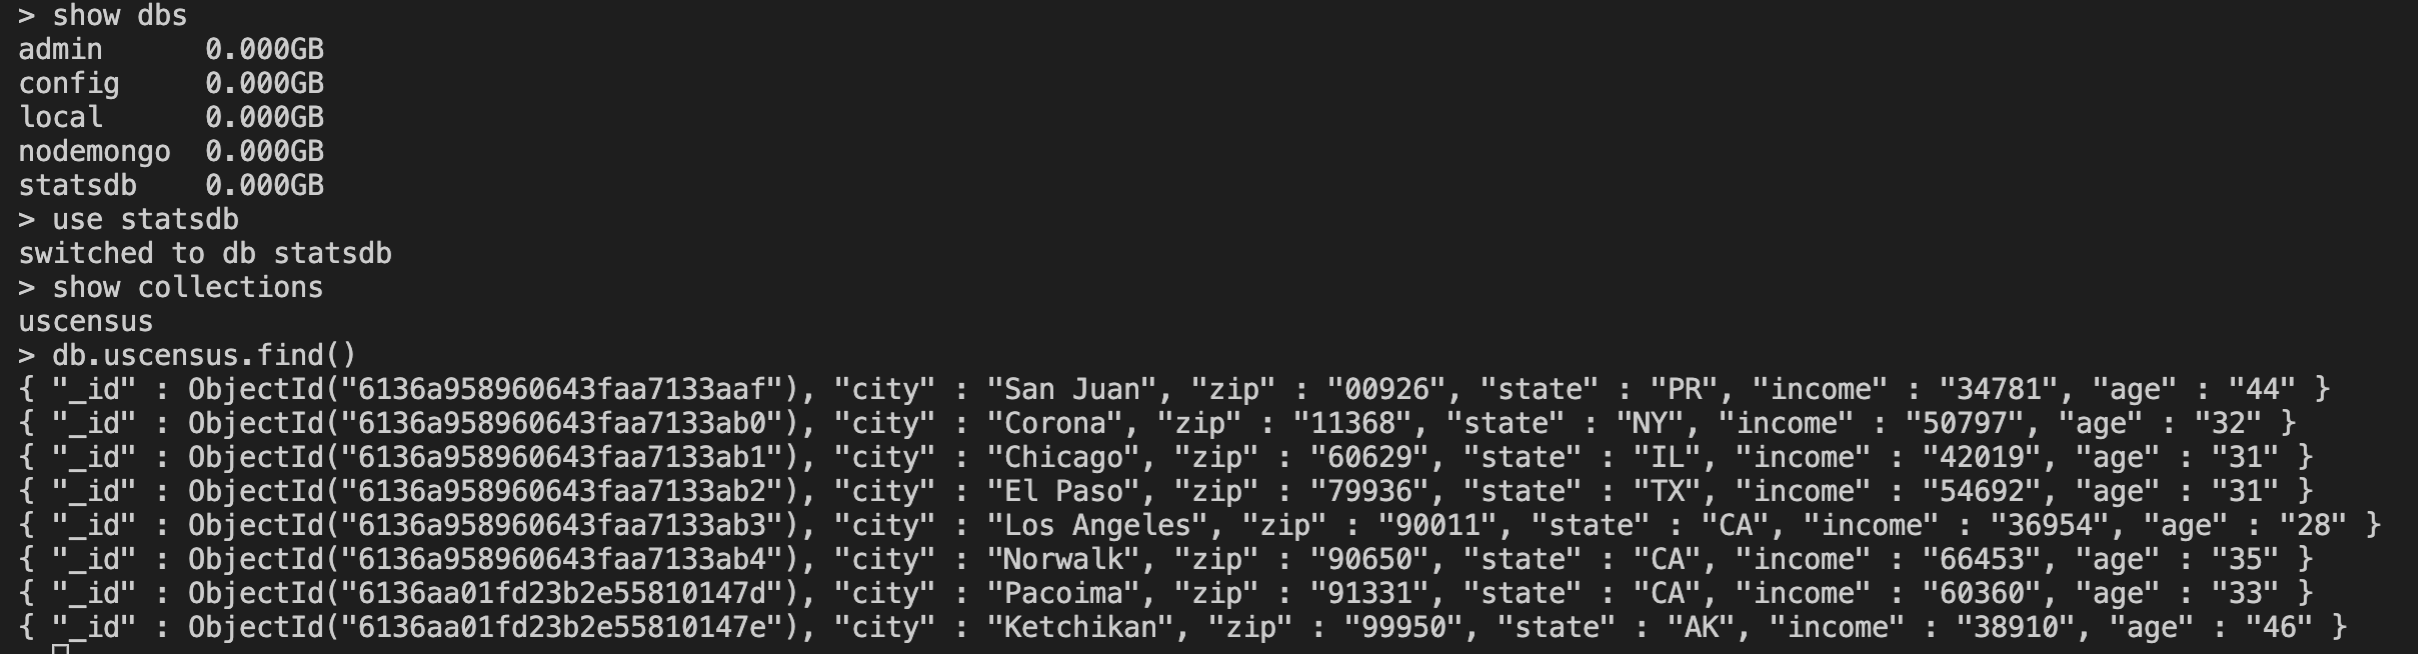 > show dbs
admin      0.000GB
config     0.000GB
local      0.000GB
nodemongo  0.000GB
statsdb    0.000GB
> use statsdb
switched to db statsdb
> show collections
uscensus
> db.uscensus.find()
{ "_id" : ObjectId("6136a958960643faa7133aaf"), "city" : "San Juan", "zip" : "00926", "state" : "PR", "income" : "34781", "age" : "44" }
{ "_id" : ObjectId("6136a958960643faa7133ab0"), "city" : "Corona", "zip" : "11368", "state" : "NY", "income" : "50797", "age" : "32" }
{ "_id" : ObjectId("6136a958960643faa7133ab1"), "city" : "Chicago", "zip" : "60629", "state" : "IL", "income" : "42019", "age" : "31" }
{ "_id" : ObjectId("6136a958960643faa7133ab2"), "city" : "El Paso", "zip" : "79936", "state" : "TX", "income" : "54692", "age" : "31" }
{ "_id" : ObjectId("6136a958960643faa7133ab3"), "city" : "Los Angeles", "zip" : "90011", "state" : "CA", "income" : "36954", "age" : "28" }
{ "_id" : ObjectId("6136a958960643faa7133ab4"), "city" : "Norwalk", "zip" : "90650", "state" : "CA", "income" : "66453", "age" : "35" }
{ "_id" : ObjectId("6136aa01fd23b2e55810147d"), "city" : "Pacoima", "zip" : "91331", "state" : "CA", "income" : "60360", "age" : "33" }
{ "_id" : ObjectId("6136aa01fd23b2e55810147e"), "city" : "Ketchikan", "zip" : "99950", "state" : "AK", "income" : "38910", "age" : "46" }